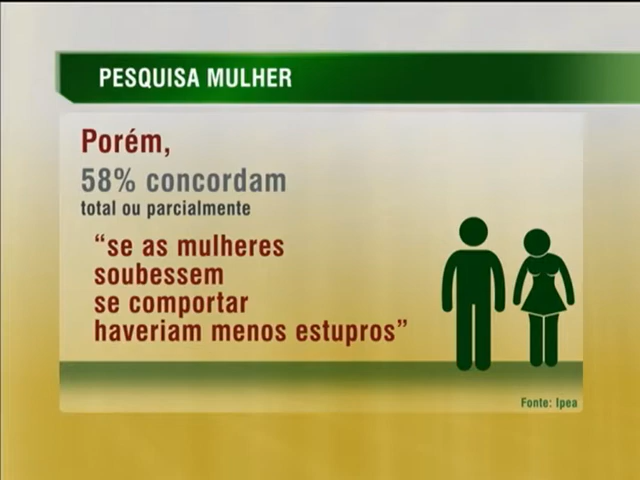 PESQUISA MULHER
Porém,
58% concordam
total ou parcialmente
“se as mulheres
soubessem
se comportar
haveriam menos estupros”
Fonte: Ipea